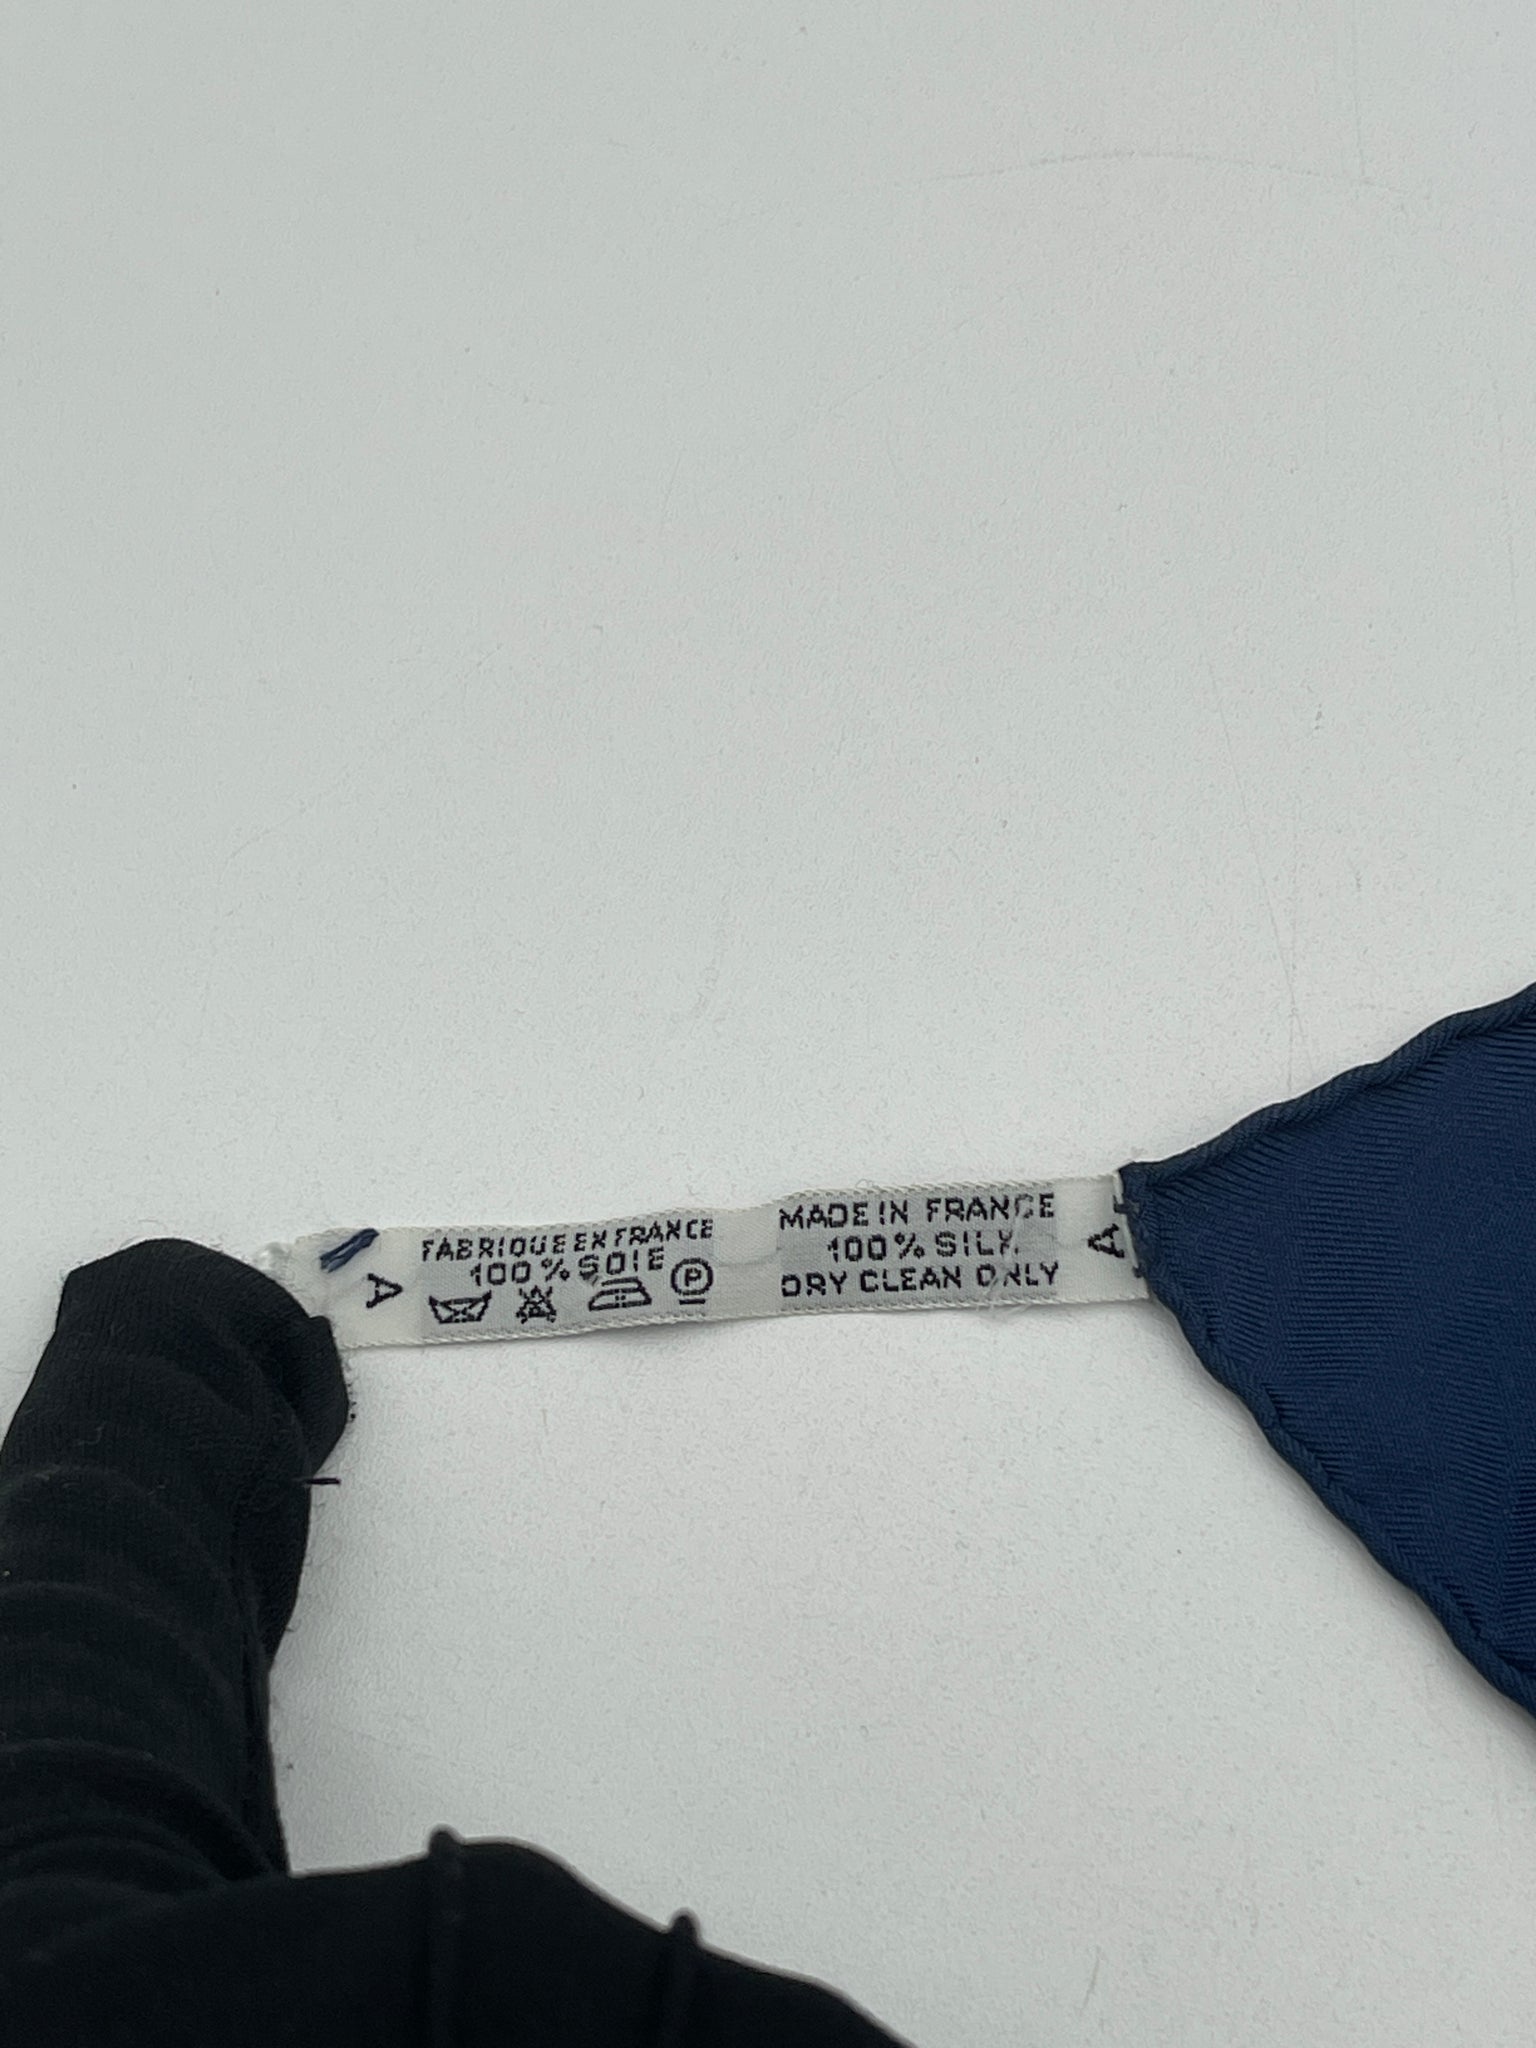 A
FABRIQUE EN FRANCE
100% SOIE
P
MADE IN FRANCE
100% SILK
DRY CLEAN ONLY
A